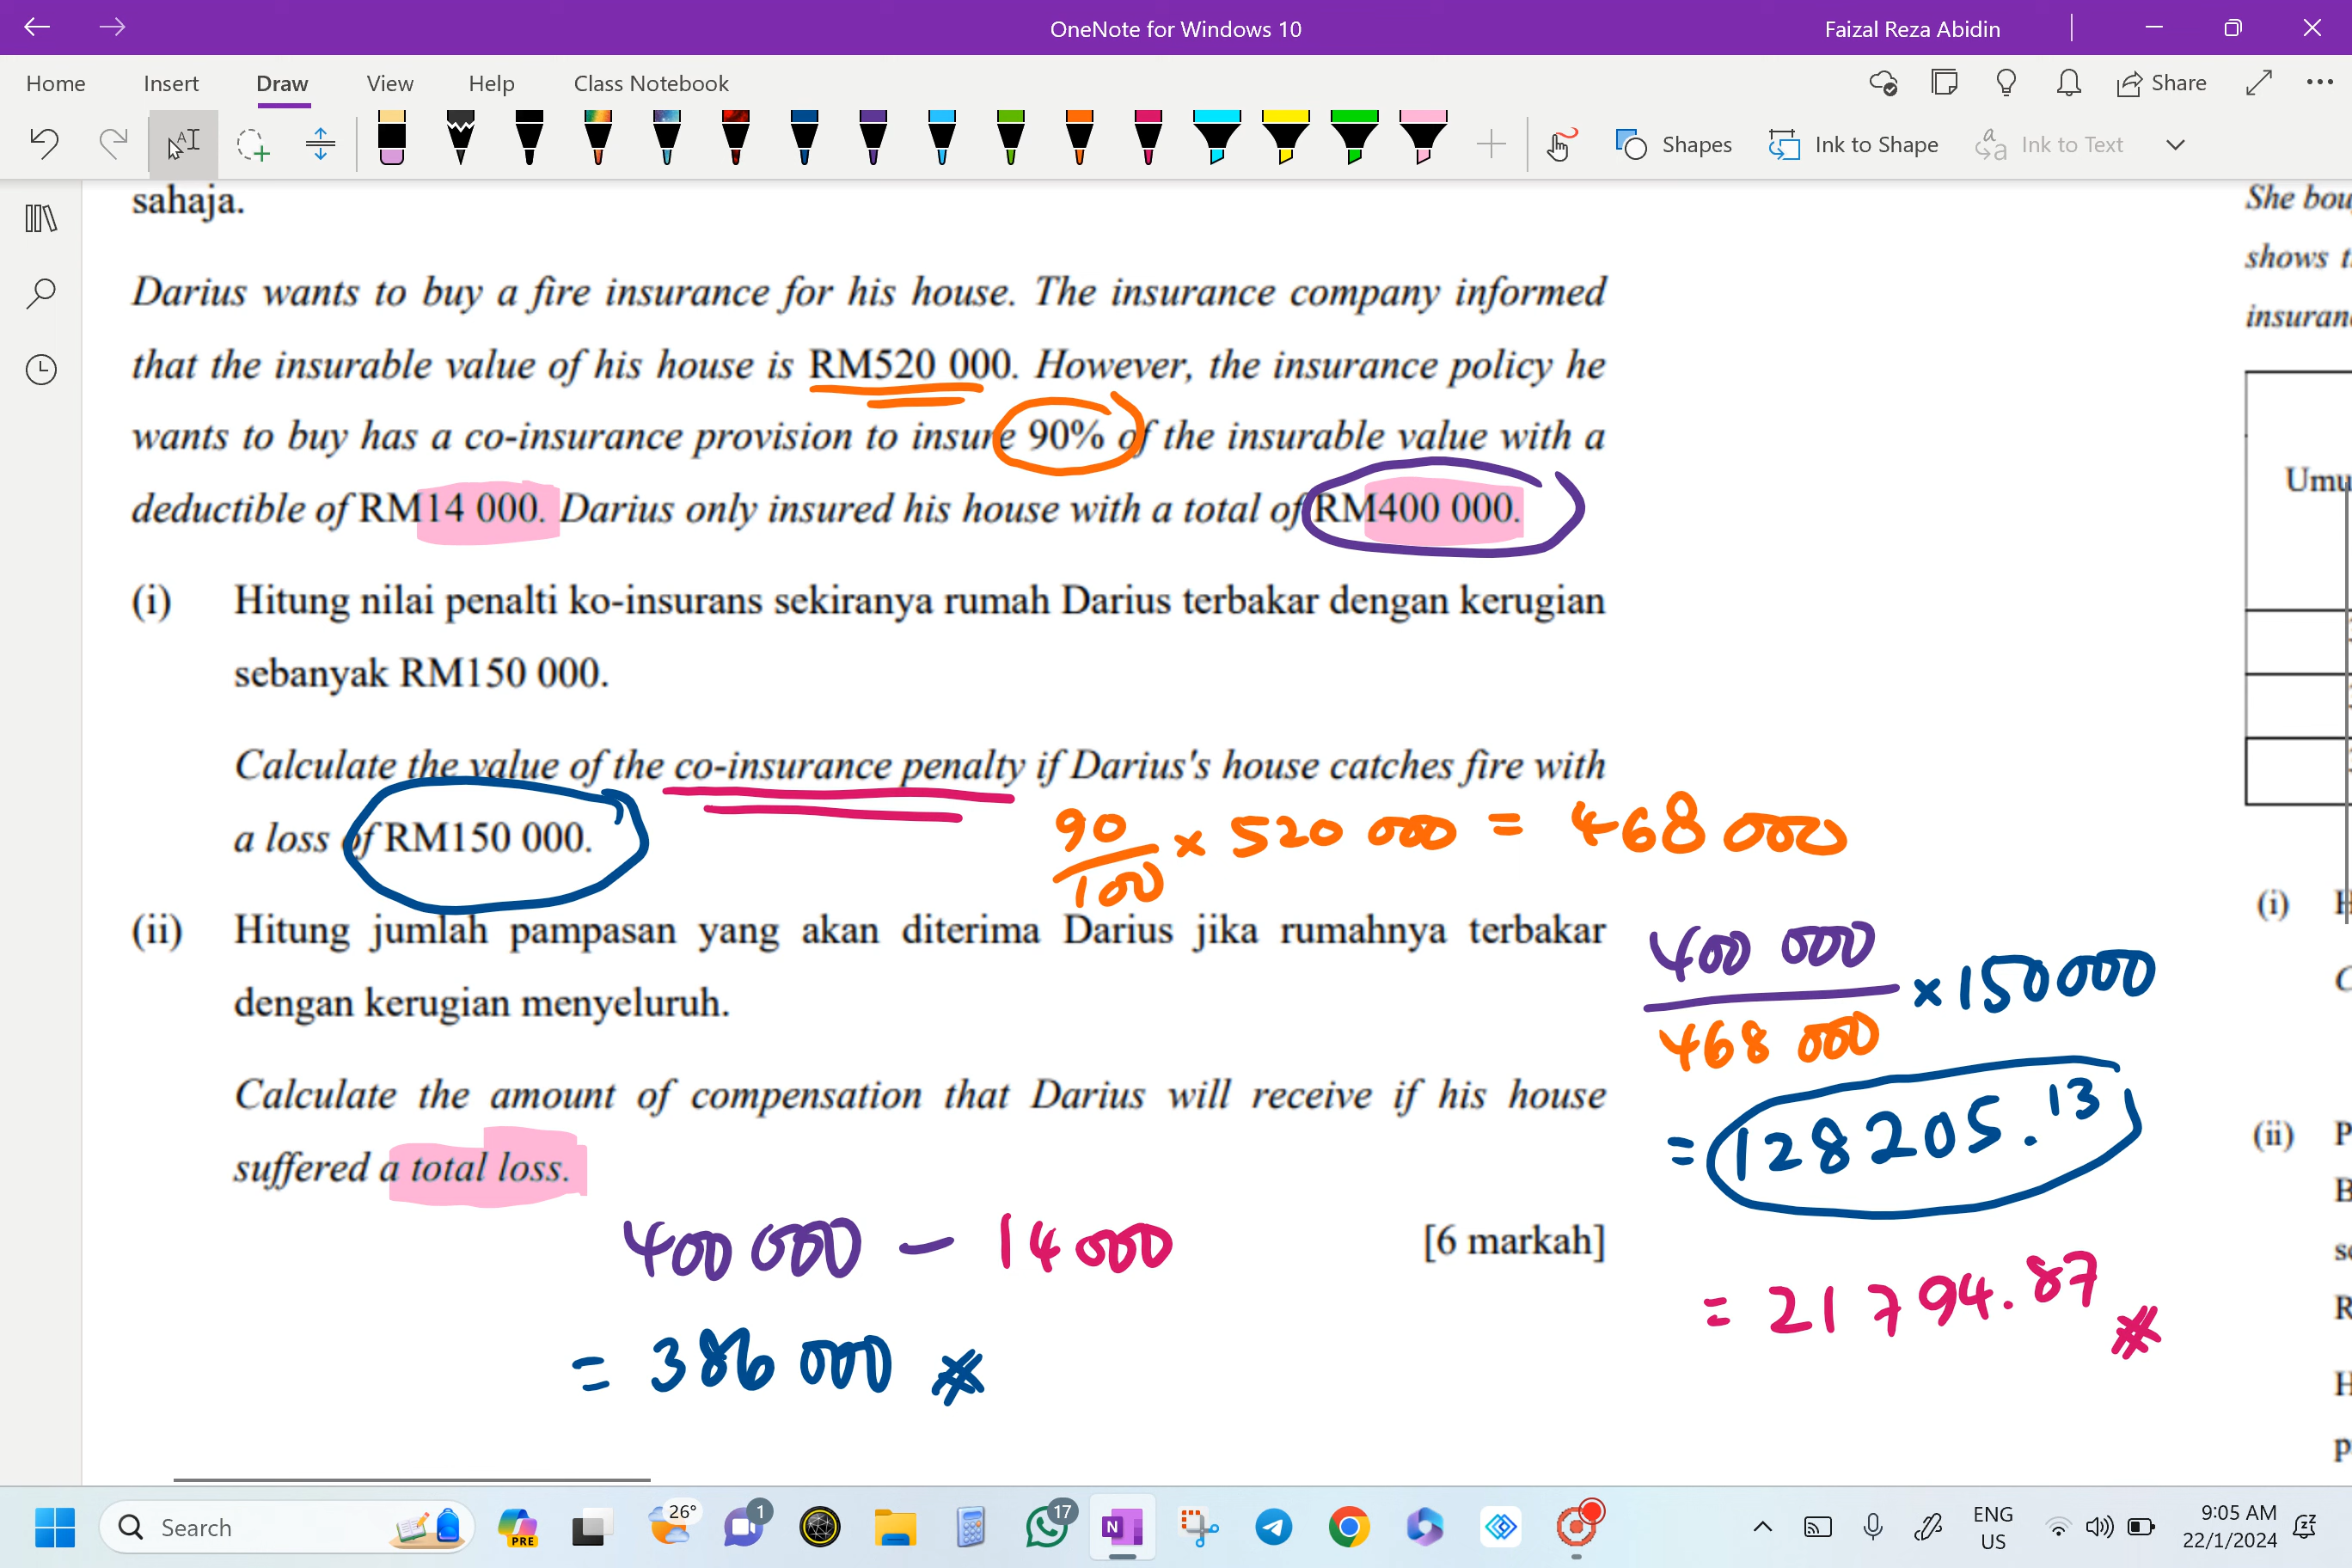 OneNote for Windows 10
Faizal Reza Abidin
Home Insert Draw View Help Class Notebook
Share
Shapes Ink to Shape Ink to Text
sahaja.
Darius wants to buy a fire insurance for his house. The insurance company informed
that the insurable value of his house is RM520 000. However, the insurance policy he
wants to buy has a co-insurance provision to insure 90% of the insurable value with a
deductible of RM14 000. Darius only insured his house with a total of RM400 000.
(i) Hitung nilai penalti ko-insurans sekiranya rumah Darius terbakar dengan kerugian
sebanyak RM150 000.
Calculate the value of the co-insurance penalty if Darius's house catches fire with
a loss of RM150 000.
90/100 × 520 000 = 468 000
(ii) Hitung jumlah pampasan yang akan diterima Darius jika rumahnya terbakar
dengan kerugian menyeluruh.
Calculate the amount of compensation that Darius will receive if his house
suffered a total loss.
[6 markah]
400 000 – 14 000
= 386 000 #
400 000/468 000 × 150000
= 128205.13
= 21 794.87 #
She bou
shows t
insuran
Umu
(i) H
C
(ii) P
B
R
H
p
Search
PRE
26°
1
17
ENG
US
9:05 AM
22/1/2024